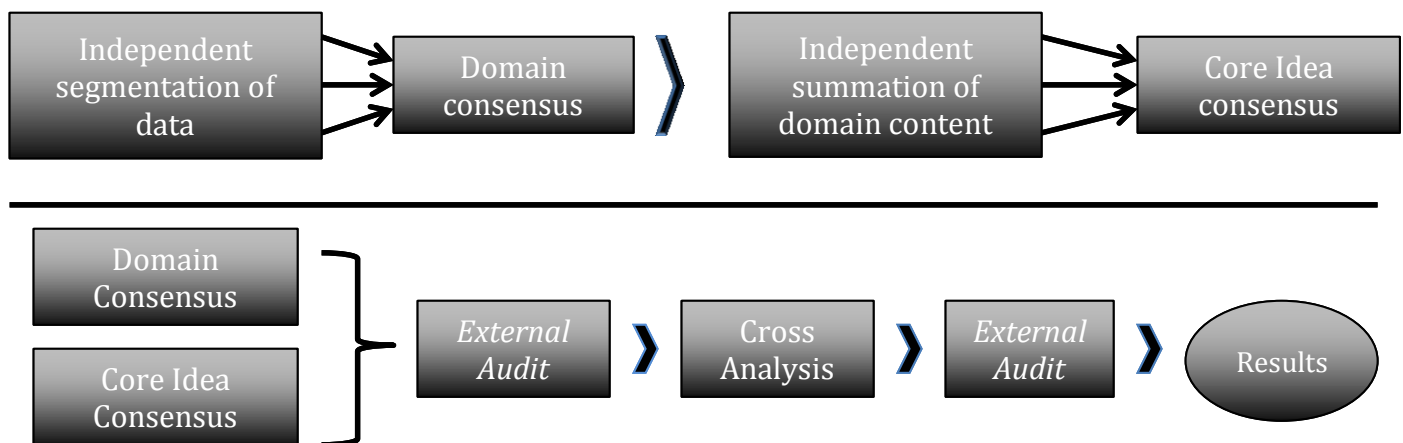 Independent
segmentation of
data
Domain
consensus
Independent
summation of
domain content
Core Idea
consensus
Domain
Consensus
Core Idea
Consensus
External
Audit
Cross
Analysis
External
Audit
Results